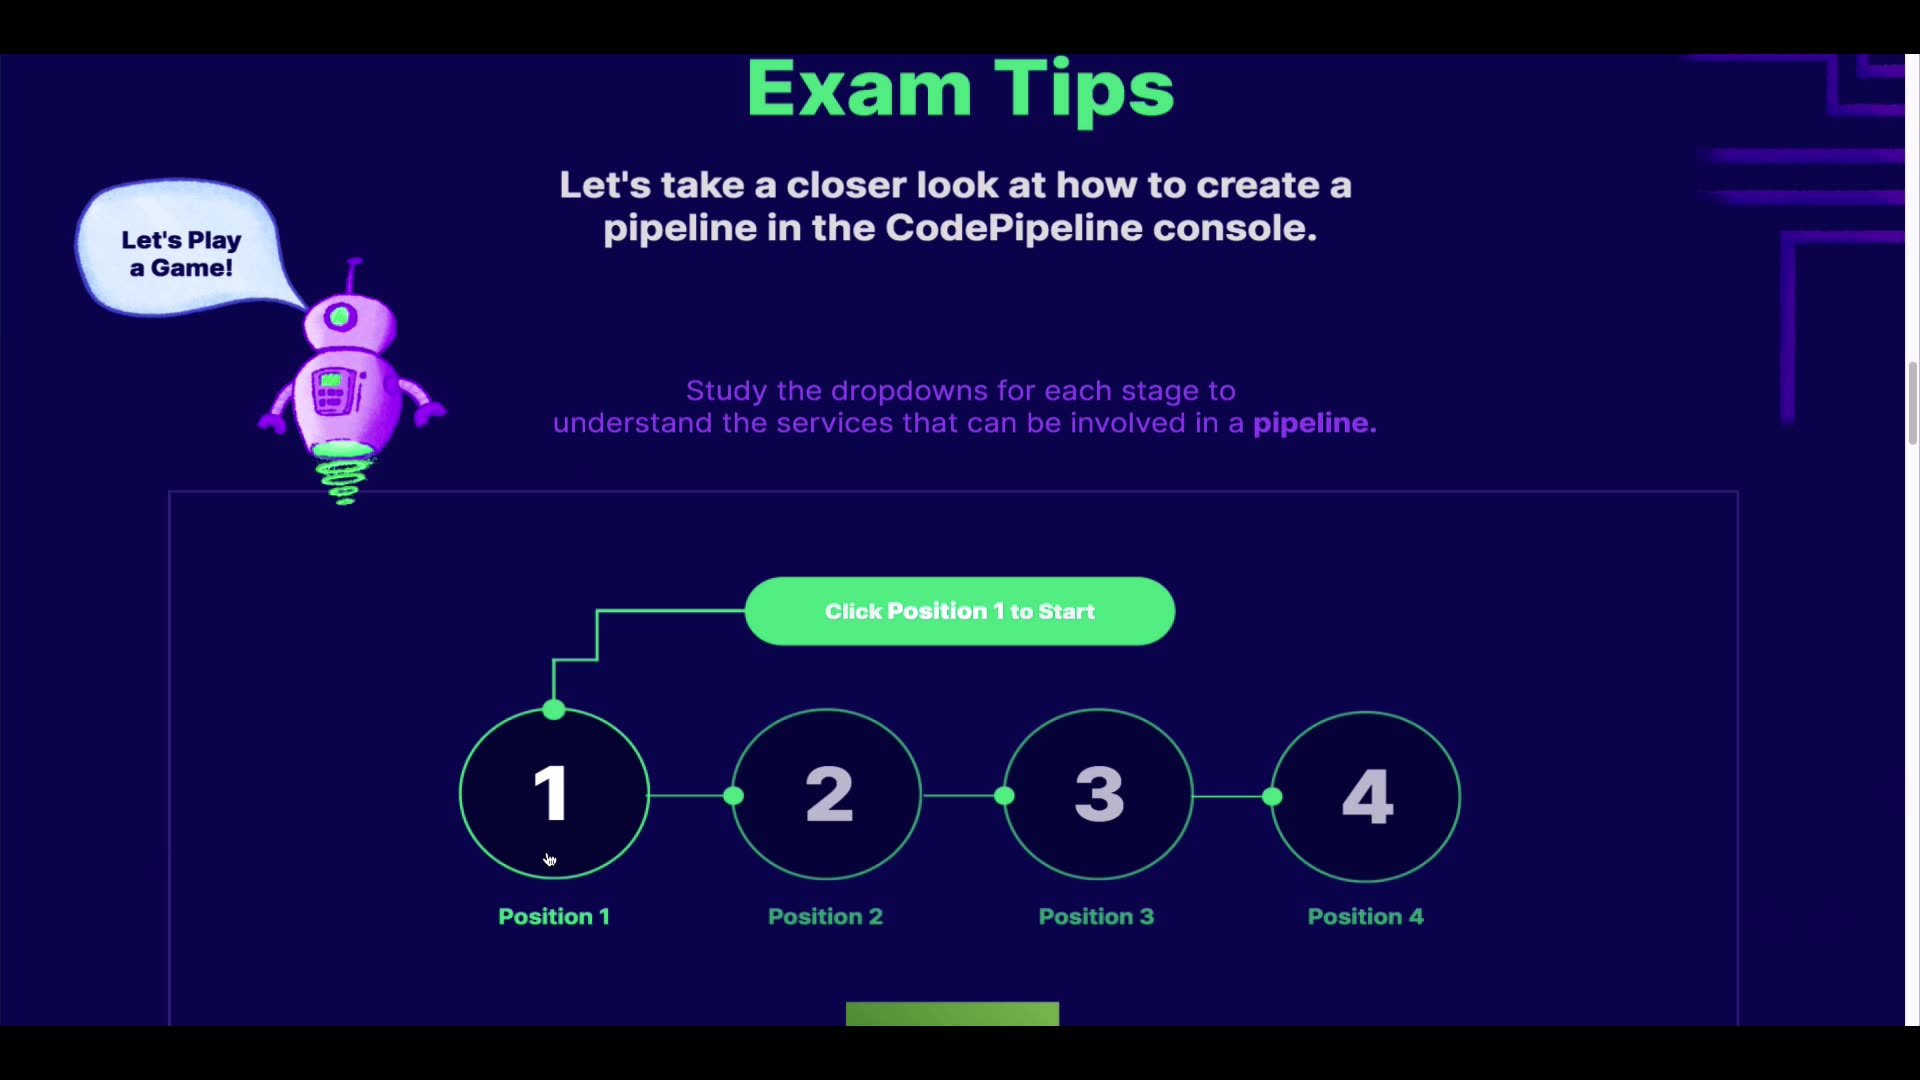 Exam Tips
Let's take a closer look at how to create a
pipeline in the CodePipeline console.
Let's Play
a Game!
Study the dropdowns for each stage to
understand the services that can be involved in a pipeline.
Click Position 1 to Start
1
2
3
4
Position 1
Position 2
Position 3
Position 4